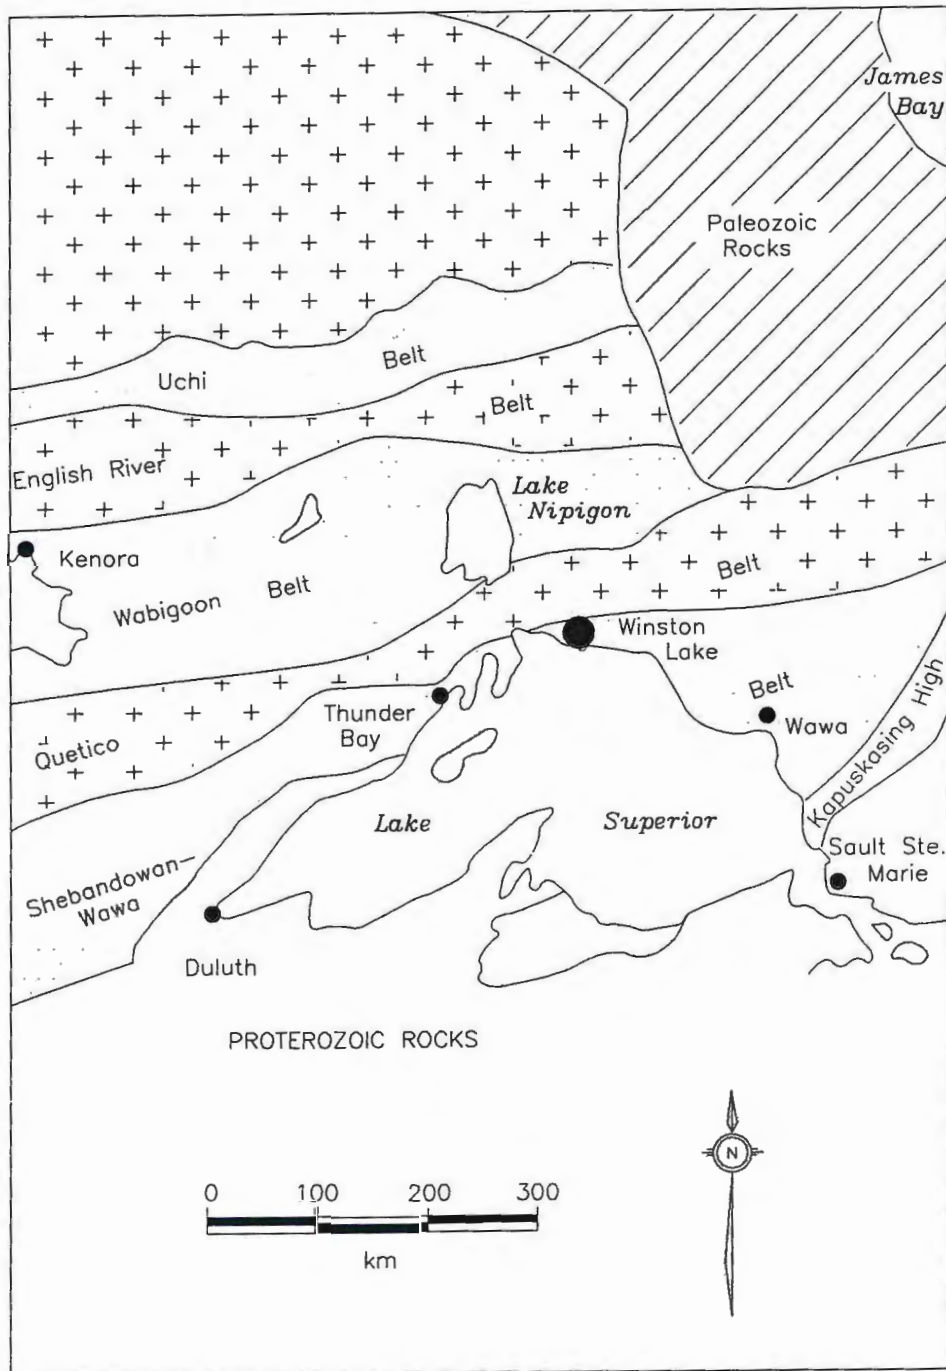 James
Bay
Paleozoic
Rocks
Belt
Uchi
Belt
English River
Lake
Nipigon
Kenora
Belt
Belt
Wabigoon
Winston
Lake
Belt
Thunder
Bay
Wawa
Kapuskasing High
Quetico
Lake
Superior
Sault Ste.
Marie
Shebandowan-
Wawa
Duluth
PROTEROZOIC ROCKS
N
0 100 200 300
km